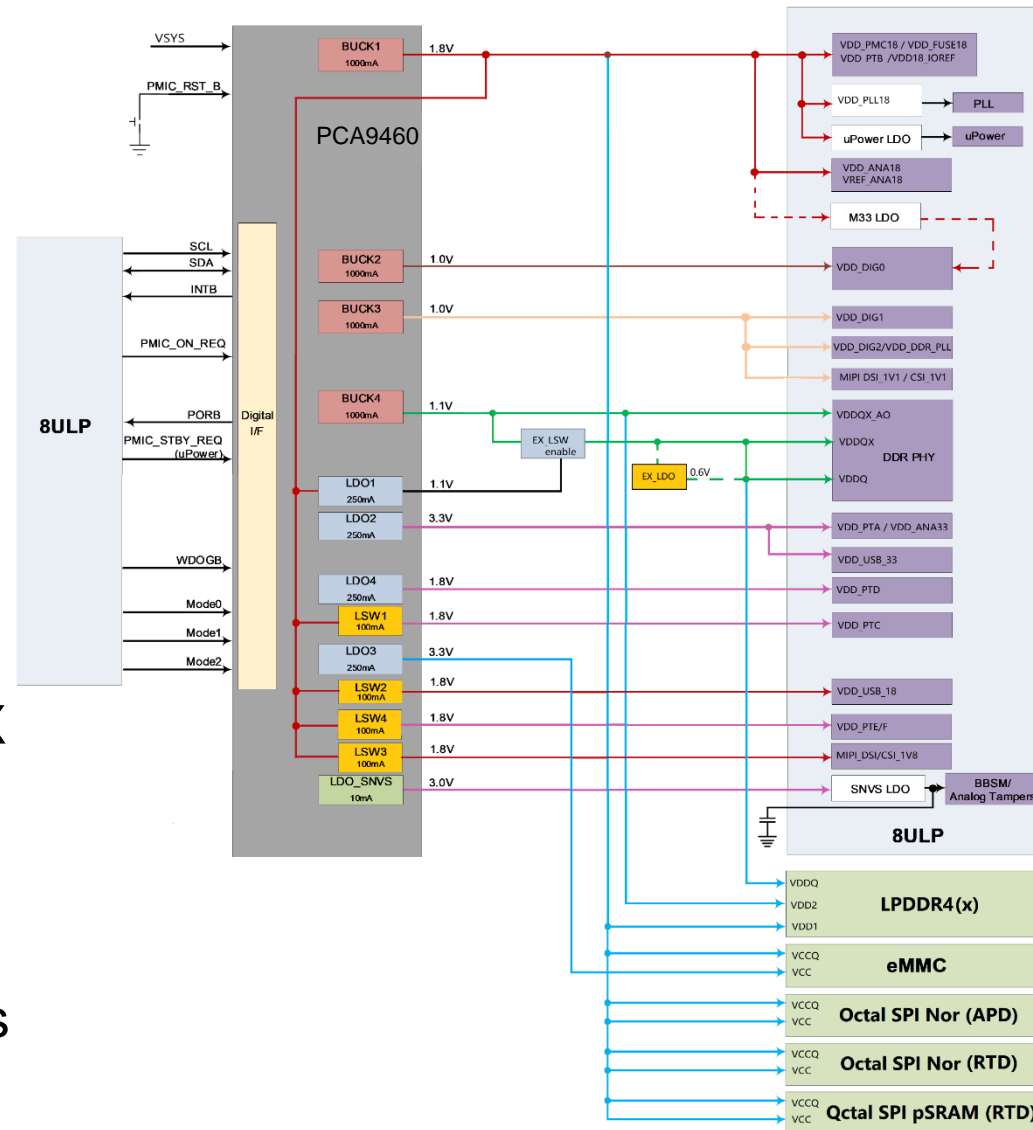 VSYS
PMIC_RST_B
8ULP
SCL
SDA
INTB
PMIC_ON_REQ
PORB
PMIC_STBY_REQ
(uPower)
WDOGB
Mode0
Mode1
Mode2
X
s
PCA9460
Digital
I/F
BUCK1
1000mA
1.8V
BUCK2
1000mA
1.0V
BUCK3
1000mA
1.0V
BUCK4
1000mA
1.1V
LDO1
250mA
1.1V
LDO2
250mA
3.3V
LDO4
250mA
1.8V
LSW1
100mA
1.8V
LDO3
250mA
3.3V
LSW2
100mA
1.8V
LSW4
100mA
1.8V
LSW3
100mA
1.8V
LDO_SNVS
10mA
3.0V
EX_LSW
enable
EX_LDO
0.6V
VDD_PMC18 / VDD_FUSE18
VDD_PTB /VDD18_IOREF
VDD_PLL18
PLL
uPower LDO
uPower
VDD_ANA18
VREF_ANA18
M33 LDO
VDD_DIG0
VDD_DIG1
VDD_DIG2/VDD_DDR_PLL
MIPI DSI_1V1 / CSI_1V1
VDDQX_AO
VDDQX
DDR PHY
VDDQ
VDD_PTA / VDD_ANA33
VDD_USB_33
VDD_PTD
VDD_PTC
VDD_USB_18
VDD_PTE/F
MIPI_DSI/CSI_1V8
SNVS LDO
BBSM/
Analog Tampers
8ULP
VDDQ
VDD2
VDD1
LPDDR4(x)
VCCQ
VCC
eMMC
VCCQ
VCC
Octal SPI Nor (APD)
VCCQ
VCC
Octal SPI Nor (RTD)
VCCQ
VCC
Qctal SPI pSRAM (RTD)